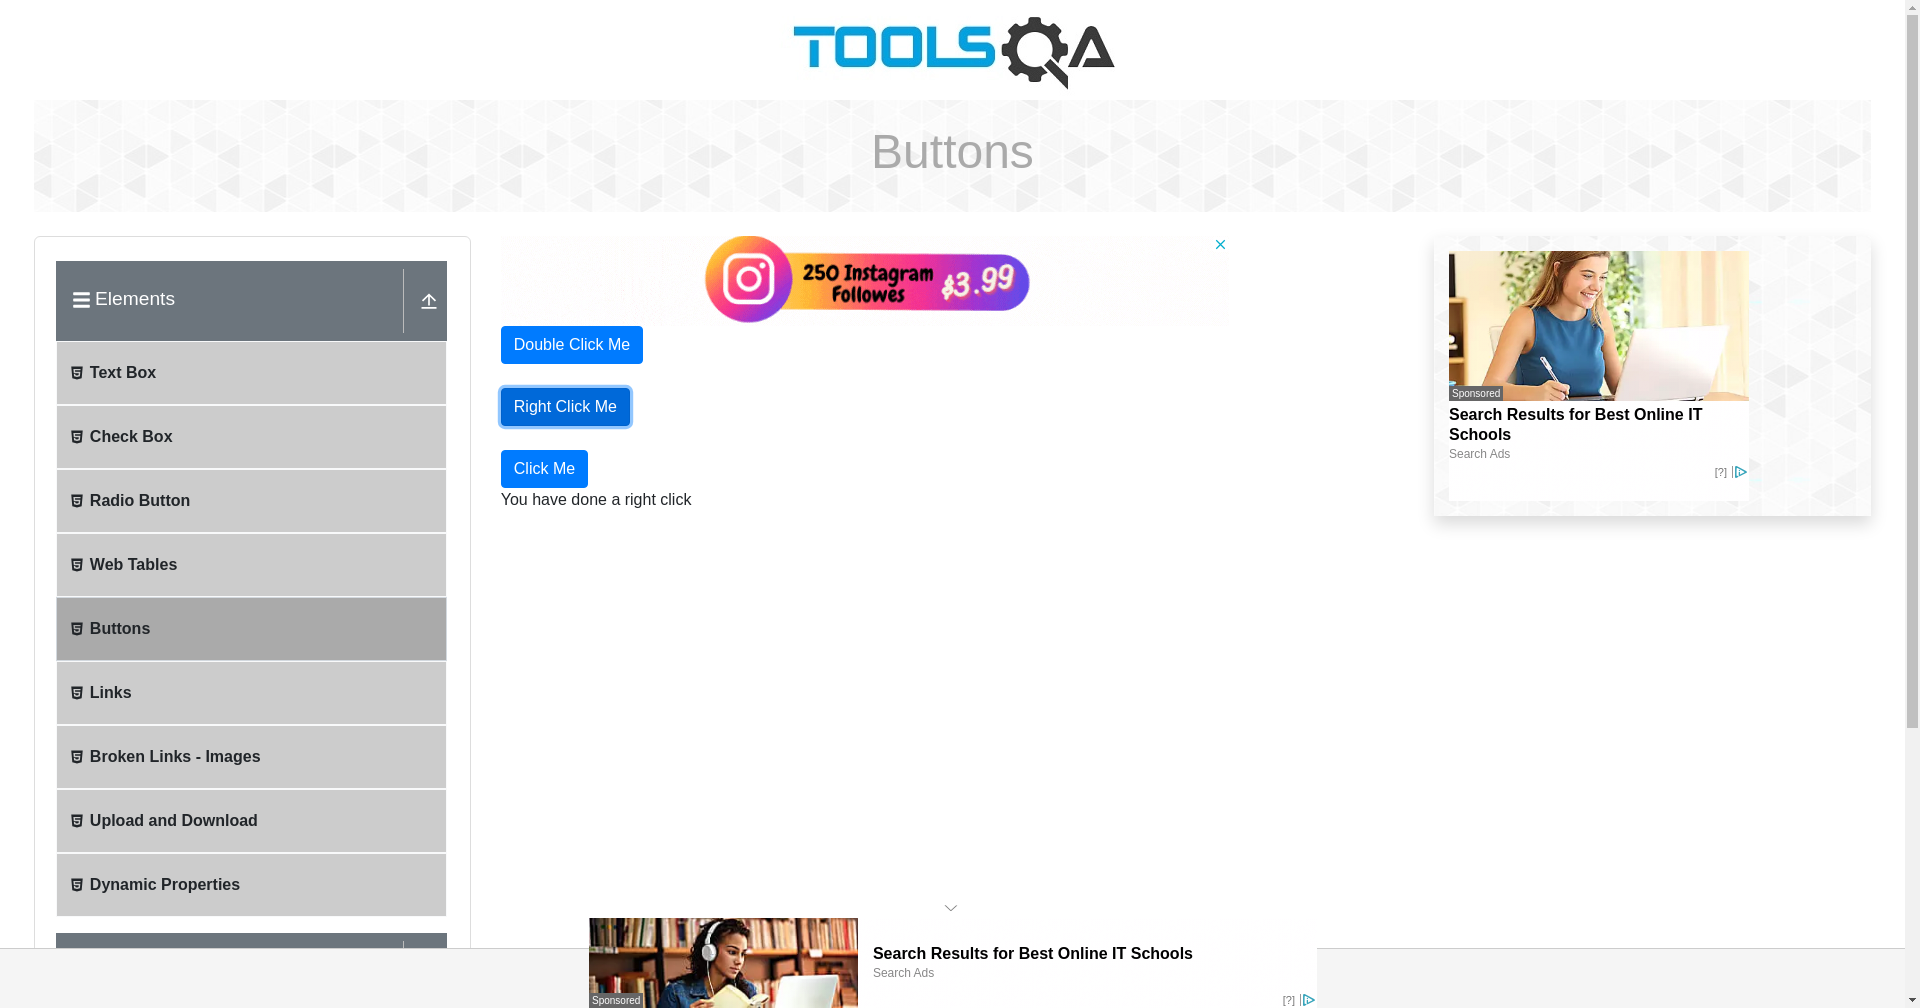 TOOLSQA
Buttons
Elements
Text Box
Check Box
Radio Button
Web Tables
Buttons
Links
Broken Links - Images
Upload and Download
Dynamic Properties
250 Instagram
Followes
$3.99
Double Click Me
Right Click Me
Click Me
You have done a right click
Sponsored
Search Results for Best Online IT
Schools
Search Ads
[?]
Sponsored
Search Results for Best Online IT Schools
Search Ads
[?]